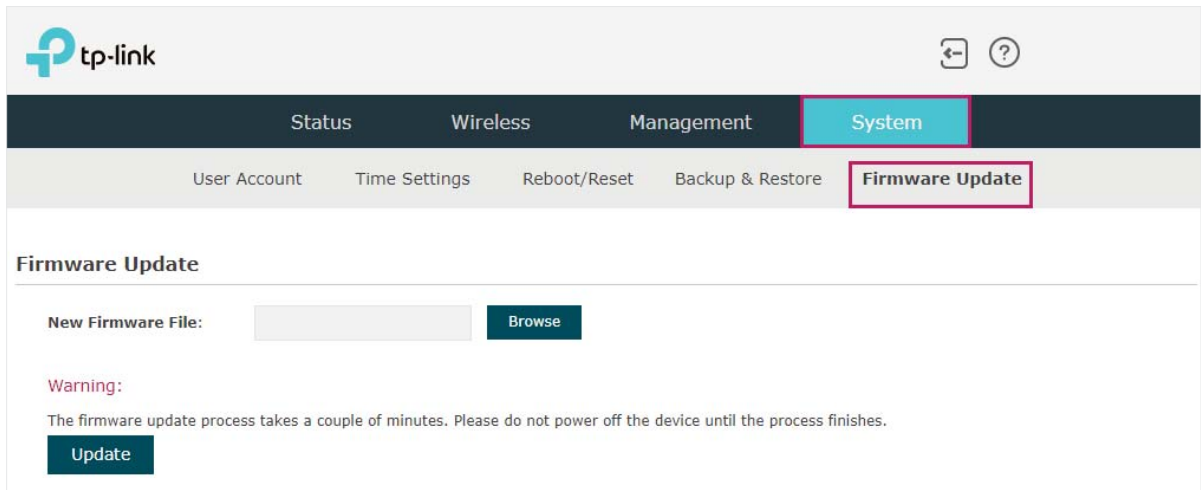 tp-link
?
Status Wireless Management System
User Account Time Settings Reboot/Reset Backup & Restore Firmware Update
Firmware Update
New Firmware File: Browse
Warning:
The firmware update process takes a couple of minutes. Please do not power off the device until the process finishes.
Update